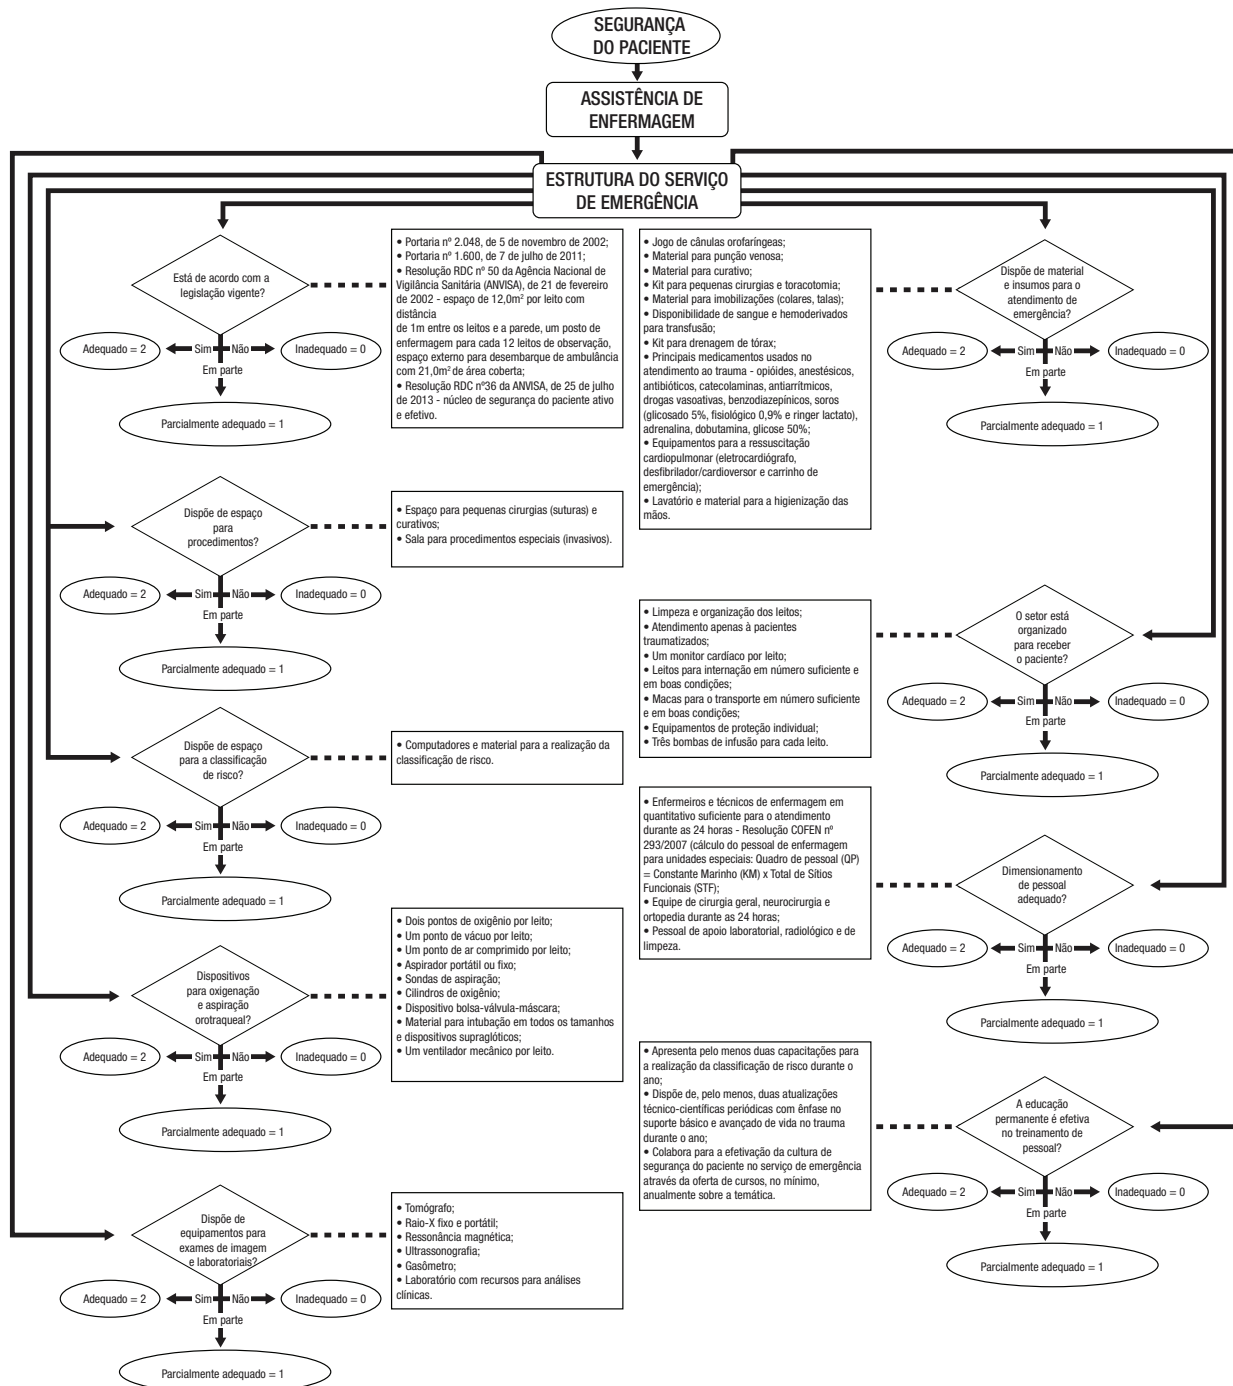 SEGURANÇA
DO PACIENTE
ASSISTÊNCIA DE
ENFERMAGEM
ESTRUTURA DO SERVIÇO
DE EMERGÊNCIA
Está de acordo com a
legislação vigente?
Adequado = 2
Sim
Não
Inadequado = 0
Em parte
Parcialmente adequado = 1
• Portaria nº 2.048, de 5 de novembro de 2002;
• Portaria nº 1.600, de 7 de julho de 2011;
• Resolução RDC nº 50 da Agência Nacional de
Vigilância Sanitária (ANVISA), de 21 de fevereiro
de 2002 - espaço de 12,0m² por leito com
distância
de 1m entre os leitos e a parede, um posto de
enfermagem para cada 12 leitos de observação,
espaço externo para desembarque de ambulância
com 21,0m² de área coberta;
• Resolução RDC nº36 da ANVISA, de 25 de julho
de 2013 - núcleo de segurança do paciente ativo
e efetivo.
Dispõe de espaço
para
procedimentos?
Adequado = 2
Sim
Não
Inadequado = 0
Em parte
Parcialmente adequado = 1
• Espaço para pequenas cirurgias (suturas) e
curativos;
• Sala para procedimentos especiais (invasivos).
Dispõe de espaço
para a classificação
de risco?
Adequado = 2
Sim
Não
Inadequado = 0
Em parte
Parcialmente adequado = 1
• Computadores e material para a realização da
classificação de risco.
Dispositivos
para oxigenação
e aspiração
orotraqueal?
Adequado = 2
Sim
Não
Inadequado = 0
Em parte
Parcialmente adequado = 1
• Dois pontos de oxigênio por leito;
• Um ponto de vácuo por leito;
• Um ponto de ar comprimido por leito;
• Aspirador portátil ou fixo;
• Sondas de aspiração;
• Cilindros de oxigênio;
• Dispositivo bolsa-válvula-máscara;
• Material para intubação em todos os tamanhos
e dispositivos supraglóticos;
• Um ventilador mecânico por leito.
Dispõe de
equipamentos para
exames de imagem
e laboratoriais?
Adequado = 2
Sim
Não
Inadequado = 0
Em parte
Parcialmente adequado = 1
• Tomógrafo;
• Raio-X fixo e portátil;
• Ressonância magnética;
• Ultrassonografia;
• Gasômetro;
• Laboratório com recursos para análises
clínicas.
• Jogo de cânulas orofaríngeas;
• Material para punção venosa;
• Material para curativo;
• Kit para pequenas cirurgias e toracotomia;
• Material para imobilizações (colares, talas);
• Disponibilidade de sangue e hemoderivados
para transfusão;
• Kit para drenagem de tórax;
• Principais medicamentos usados no
atendimento ao trauma - opióides, anestésicos,
antibióticos, catecolaminas, antiarrítmicos,
drogas vasoativas, benzodiazepínicos, soros
(glicosado 5%, fisiológico 0,9% e ringer lactato),
adrenalina, dobutamina, glicose 50%;
• Equipamentos para a ressuscitação
cardiopulmonar (eletrocardiógrafo,
desfibrilador/cardioversor e carrinho de
emergência);
• Lavatório e material para a higienização das
mãos.
Dispõe de material
e insumos para o
atendimento de
emergência?
Adequado = 2
Sim
Não
Inadequado = 0
Em parte
Parcialmente adequado = 1
• Limpeza e organização dos leitos;
• Atendimento apenas à pacientes
traumatizados;
• Um monitor cardíaco por leito;
• Leitos para internação em número suficiente e
em boas condições;
• Macas para o transporte em número suficiente
e em boas condições;
• Equipamentos de proteção individual;
• Três bombas de infusão para cada leito.
O setor está
organizado
para receber
o paciente?
Adequado = 2
Sim
Não
Inadequado = 0
Em parte
Parcialmente adequado = 1
• Enfermeiros e técnicos de enfermagem em
quantitativo suficiente para o atendimento
durante as 24 horas - Resolução COFEN nº
293/2007 (cálculo do pessoal de enfermagem
para unidades especiais: Quadro de pessoal (QP)
= Constante Marinho (KM) x Total de Sítios
Funcionais (STF);
• Equipe de cirurgia geral, neurocirurgia e
ortopedia durante as 24 horas;
• Pessoal de apoio laboratorial, radiológico e de
limpeza.
Dimensionamento
de pessoal
adequado?
Adequado = 2
Sim
Não
Inadequado = 0
Em parte
Parcialmente adequado = 1
• Apresenta pelo menos duas capacitações para
a realização da classificação de risco durante o
ano;
• Dispõe de, pelo menos, duas atualizações
técnico-científicas periódicas com ênfase no
suporte básico e avançado de vida no trauma
durante o ano;
• Colabora para a efetivação da cultura de
segurança do paciente no serviço de emergência
através da oferta de cursos, no mínimo,
anualmente sobre a temática.
A educação
permanente é efetiva
no treinamento de
pessoal?
Adequado = 2
Sim
Não
Inadequado = 0
Em parte
Parcialmente adequado = 1